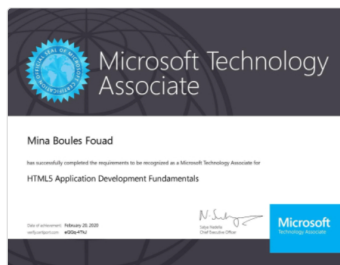 Microsoft Technology
Associate
Mina Boules Fouad
has successfully completed the requirements to be recognized as a Microsoft Technology Associate for
HTML5 Application Development Fundamentals
Date of achievement: February 20, 2020
Satya Nadella
Chief Executive Officer
Microsoft
Technology Associate